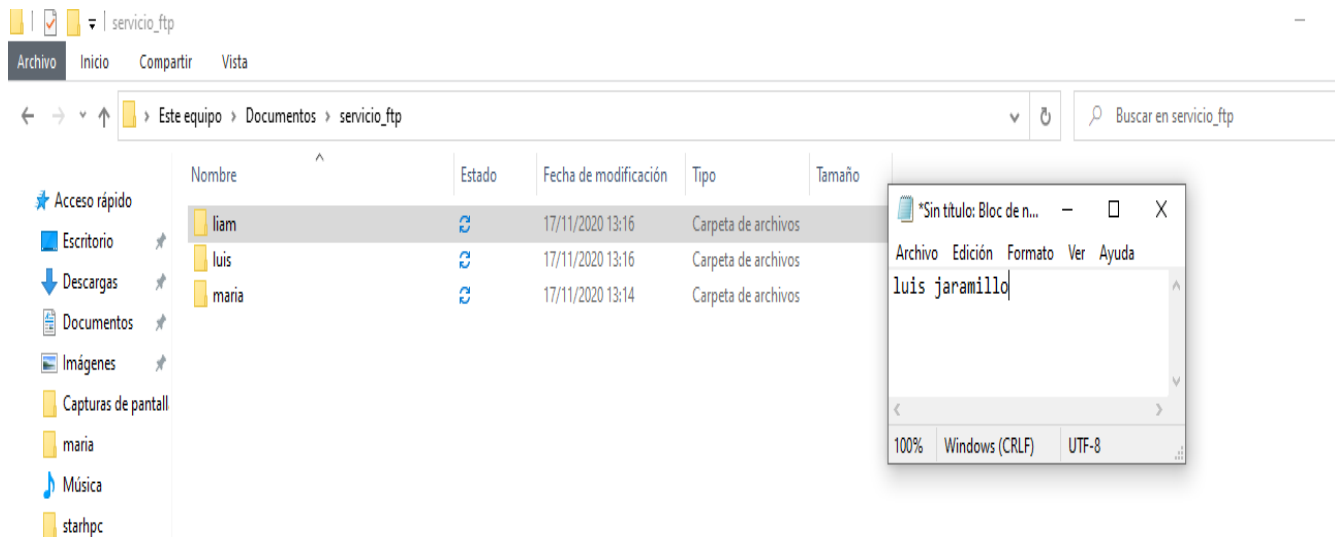 servicio_ftp
Archivo Inicio Compartir Vista
Este equipo > Documentos > servicio_ftp
Buscar en servicio_ftp
Nombre Estado Fecha de modificación Tipo Tamaño
Acceso rápido
Escritorio
Descargas
Documentos
Imágenes
Capturas de pantall
maria
Música
starhpc
liam 17/11/2020 13:16 Carpeta de archivos
luis 17/11/2020 13:16 Carpeta de archivos
maria 17/11/2020 13:14 Carpeta de archivos
*Sin título: Bloc de n...
Archivo Edición Formato Ver Ayuda
luis jaramillo
100% Windows (CRLF) UTF-8